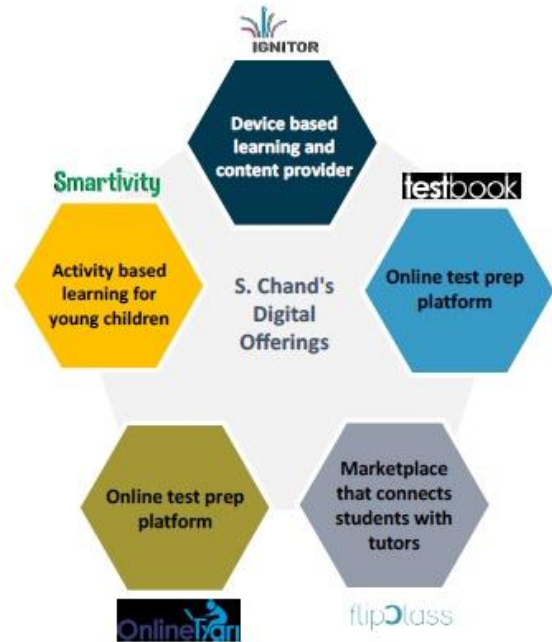 IGNITOR
Device based
learning and
content provider
Smartivity
testbook
Activity based
learning for
young children
S. Chand's
Digital
Offerings
Online test prep
platform
Online test prep
platform
Marketplace
that connects
students with
tutors
OnlineTyari
flipClass